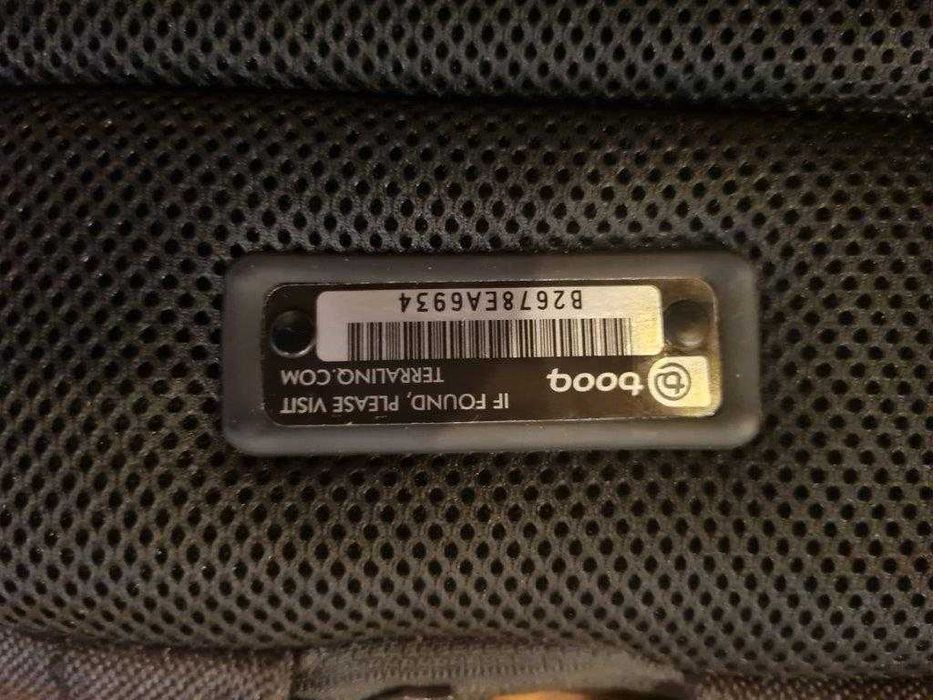 booq
IF FOUND, PLEASE VISIT
TERRALINQ.COM
B2678EA6934